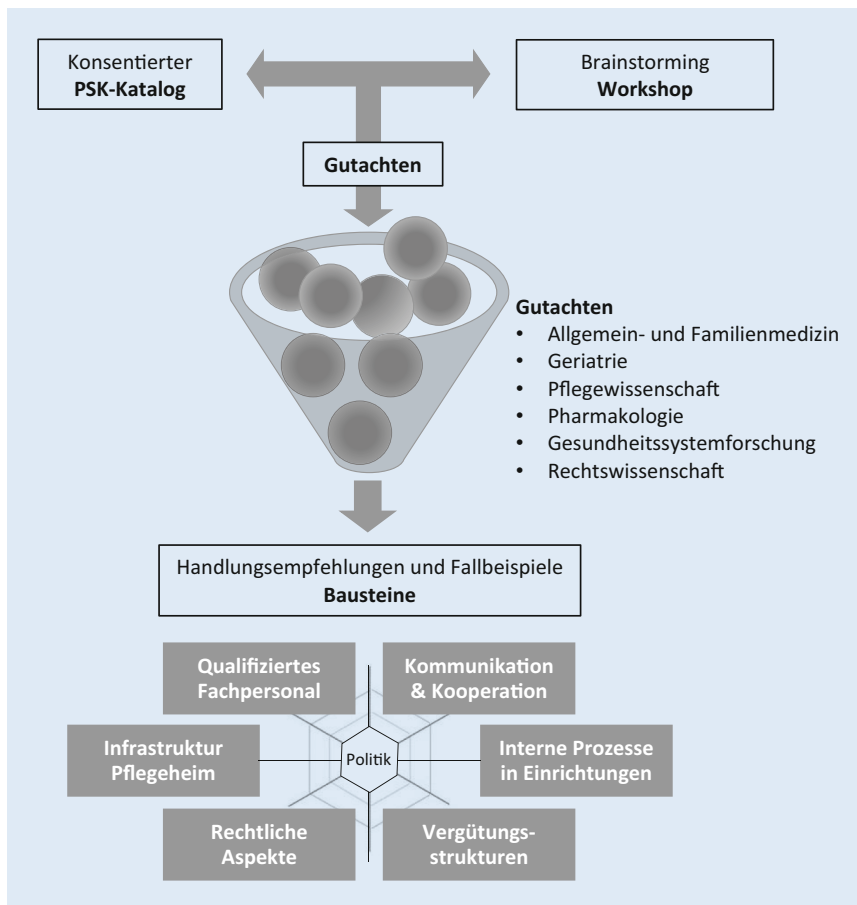 Konsentierter
PSK-Katalog
Brainstorming
Workshop
Gutachten
Gutachten
• Allgemein- und Familienmedizin
• Geriatrie
• Pflegewissenschaft
• Pharmakologie
• Gesundheitssystemforschung
• Rechtswissenschaft
Handlungsempfehlungen und Fallbeispiele
Bausteine
Qualifiziertes
Fachpersonal
Kommunikation
& Kooperation
Infrastruktur
Pflegeheim
Politik
Interne Prozesse
in Einrichtungen
Rechtliche
Aspekte
Vergütungs-
strukturen